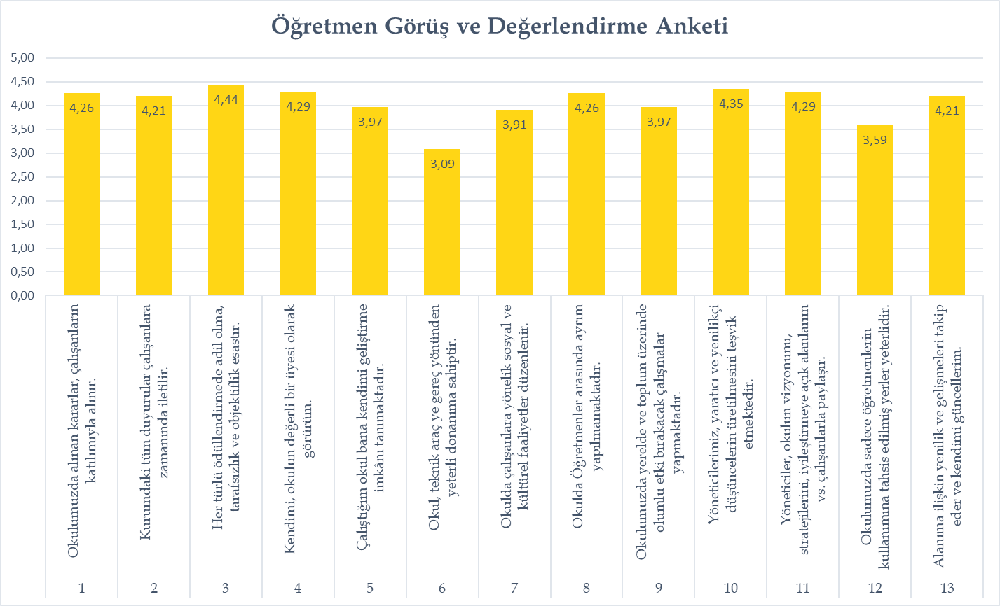 Öğretmen Görüş ve Değerlendirme Anketi
5,00
4,50
4,00
3,50
3,00
2,50
2,00
1,50
1,00
0,50
0,00
4,26
4,21
4,44
4,29
3,97
3,09
3,91
4,26
3,97
4,35
4,29
3,59
4,21
Okulumuzda alınan kararlar, çalışanların
katılımıyla alınır.
Kurumdaki tüm duyurular çalışanlara
zamanında iletilir.
Her türlü ödüllendirmede adil olma,
tarafsızlık ve objektiflik esastır.
Kendimi, okulun değerli bir üyesi olarak
görürüm.
Çalıştığım okul bana kendimi geliştirme
imkânı tanımaktadır.
Okul, teknik araç ve gereç yönünden
yeterli donanıma sahiptir.
Okulda çalışanlara yönelik sosyal ve
kültürel faaliyetler düzenlenir.
Okulda Öğretmenler arasında ayrım
yapılmamaktadır.
Okulumuzda yerelde ve toplum üzerinde
olumlu etki bırakacak çalışmalar
yapmaktadır.
Yöneticilerimiz, yaratıcı ve yenilikçi
düşüncelerin üretilmesini teşvik
etmektedir.
Yöneticiler, okulun vizyonunu,
stratejilerini, iyileştirmeye açık alanlarını
vs. çalışanlarla paylaşır.
Okulumuzda sadece öğretmenlerin
kullanımına tahsis edilmiş yerler yeterlidir.
Alanıma ilişkin yenilik ve gelişmeleri takip
eder ve kendimi güncellerim.
1
2
3
4
5
6
7
8
9
10
11
12
13